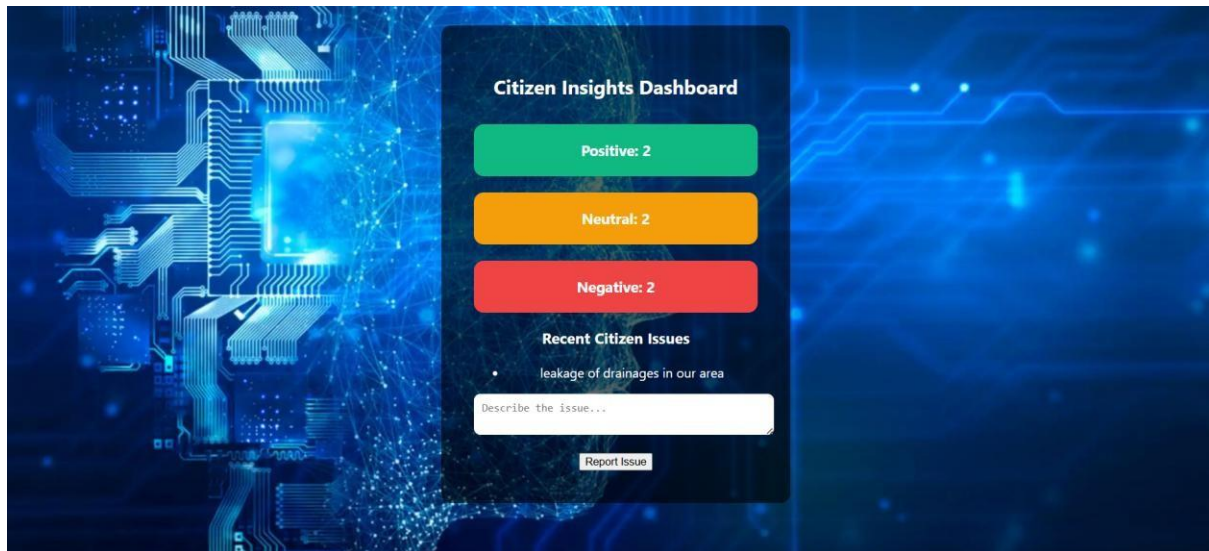 Citizen Insights Dashboard
Positive: 2
Neutral: 2
Negative: 2
Recent Citizen Issues
• leakage of drainages in our area
Describe the issue...
Report Issue